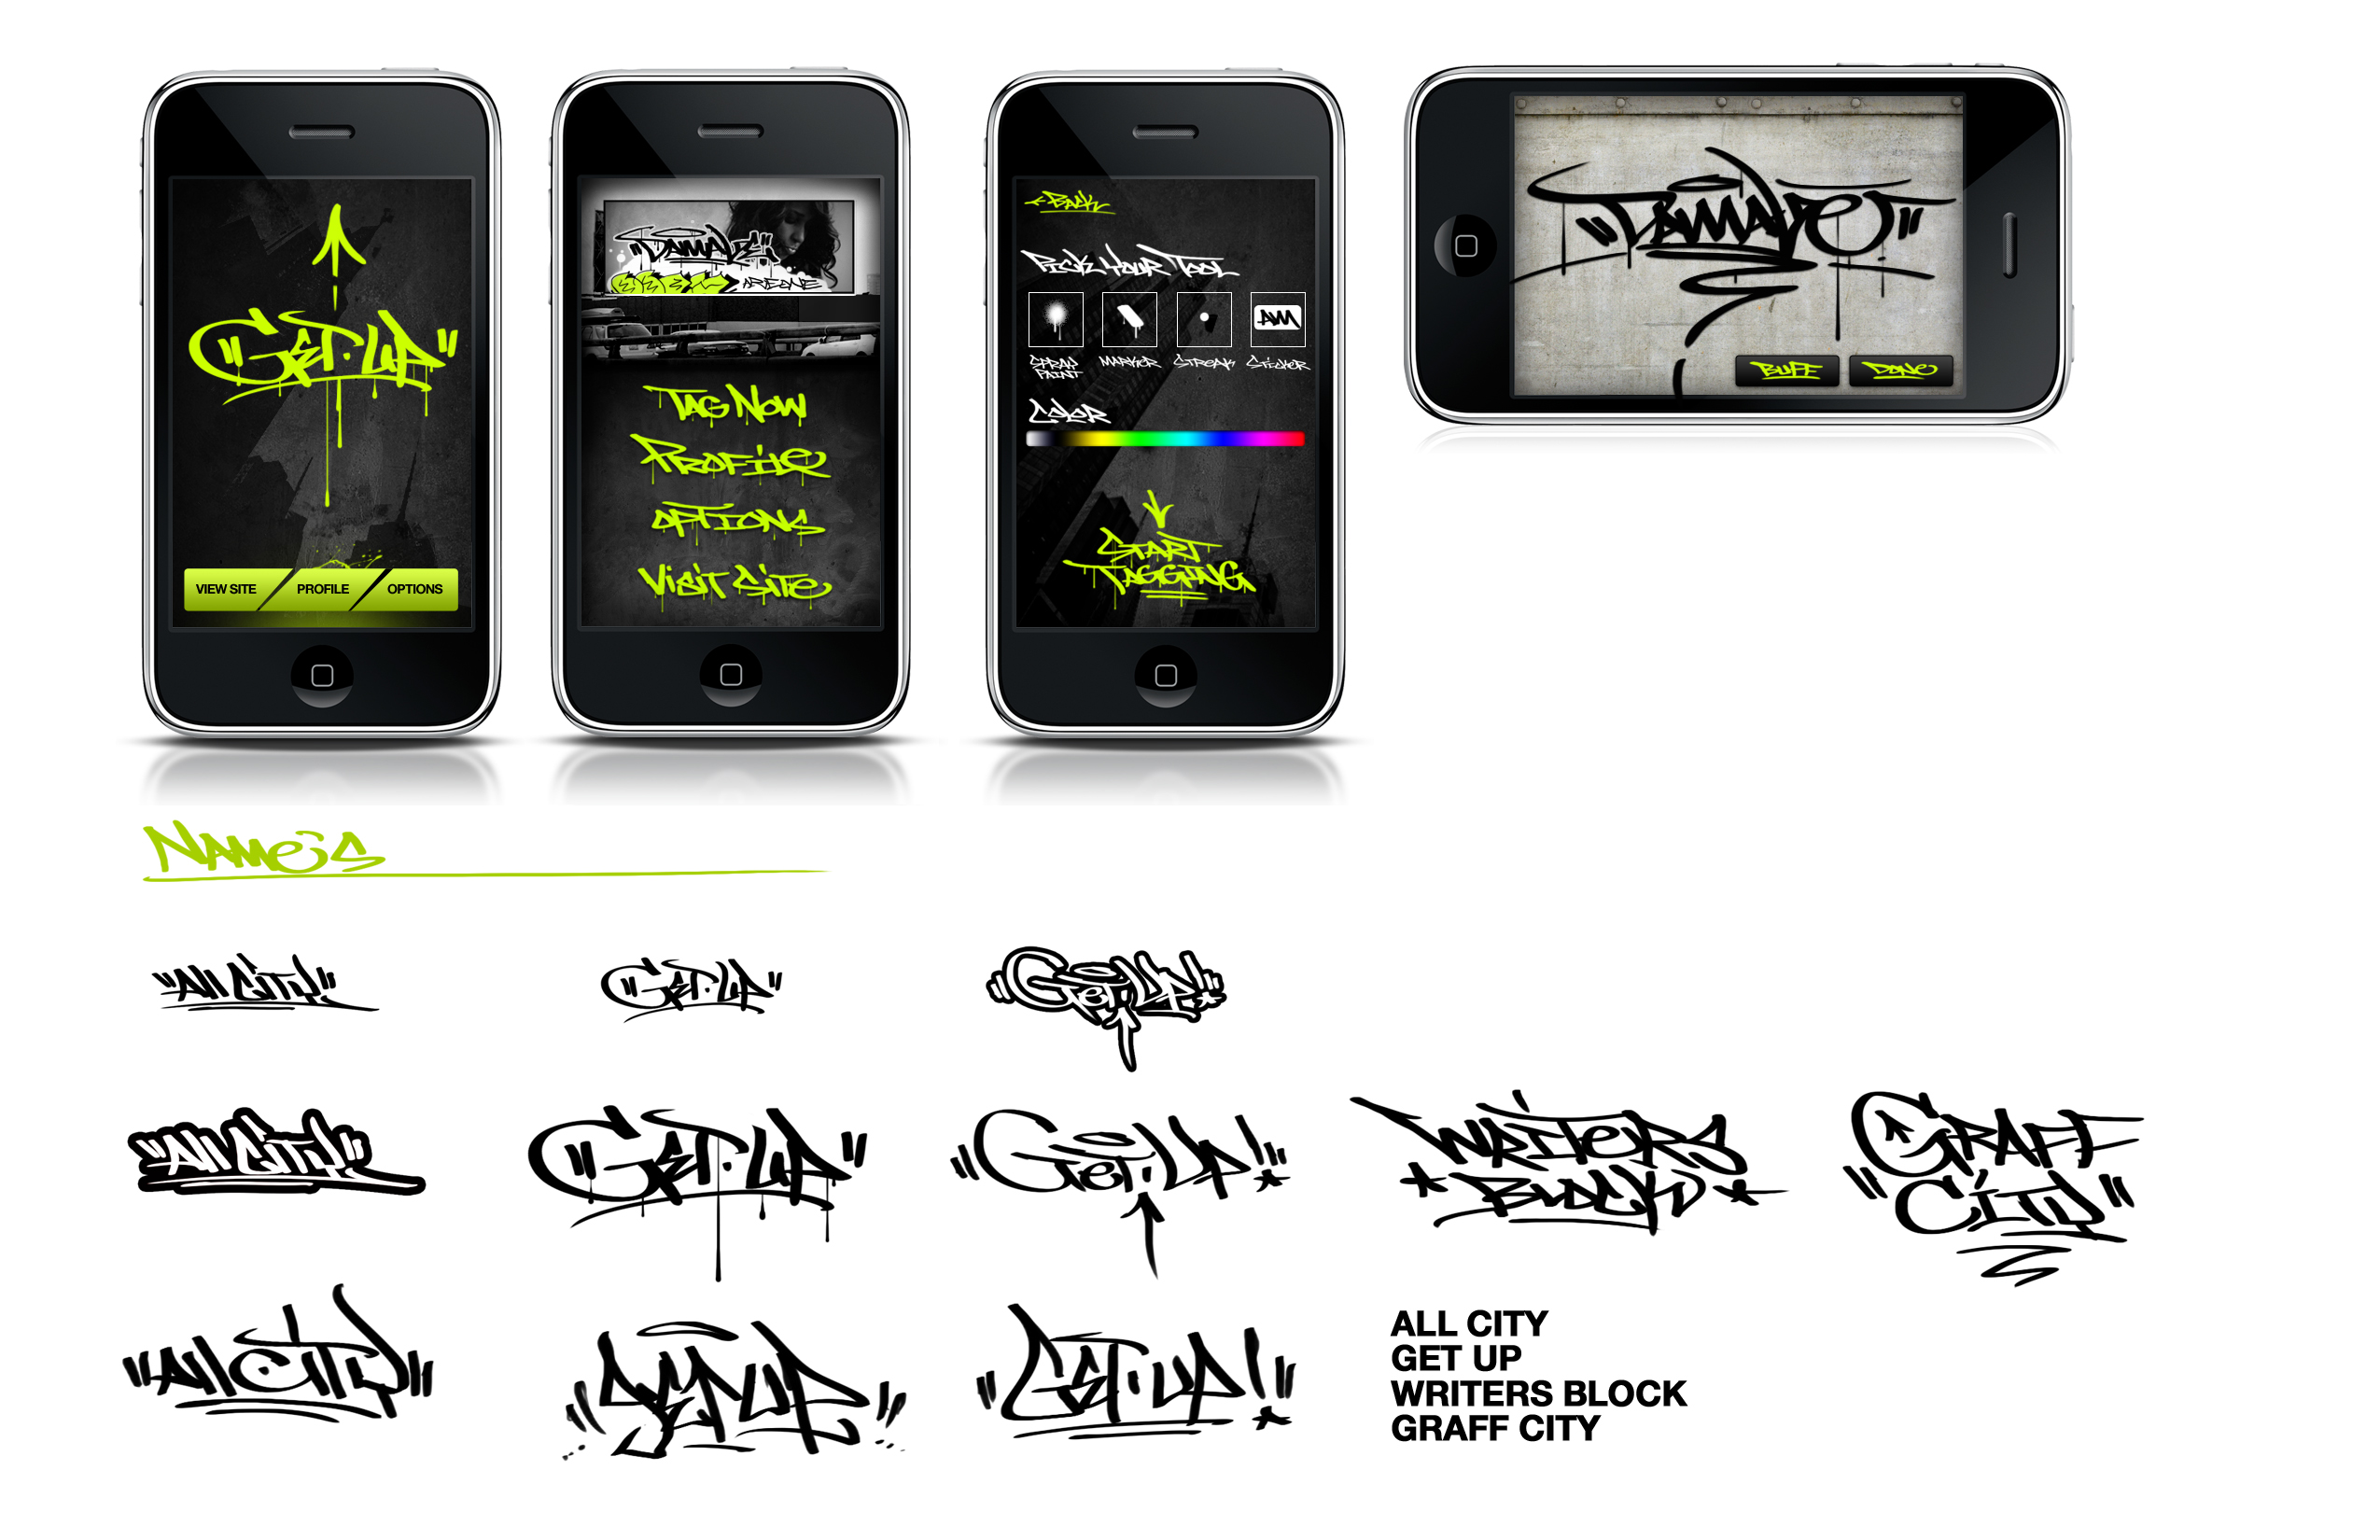 "GET UP"
VIEW SITE
PROFILE
OPTIONS
TAG NOW
PROFILE
OPTIONS
VISIT SITE
BACK
PICK YOUR TOOL
SPRAY PAINT
MARKER
STREAK
STICKER
COLOR
START
TAGGING
BUFF
DONE
NAMES
"All City"
"GET UP"
"GET UP!"
"All City"
"GET UP"
"GET UP!"
WRITERS
BLOCK
GRAFF
"CITY"
"All City"
"GET UP"
"GET UP!"
ALL CITY
GET UP
WRITERS BLOCK
GRAFF CITY